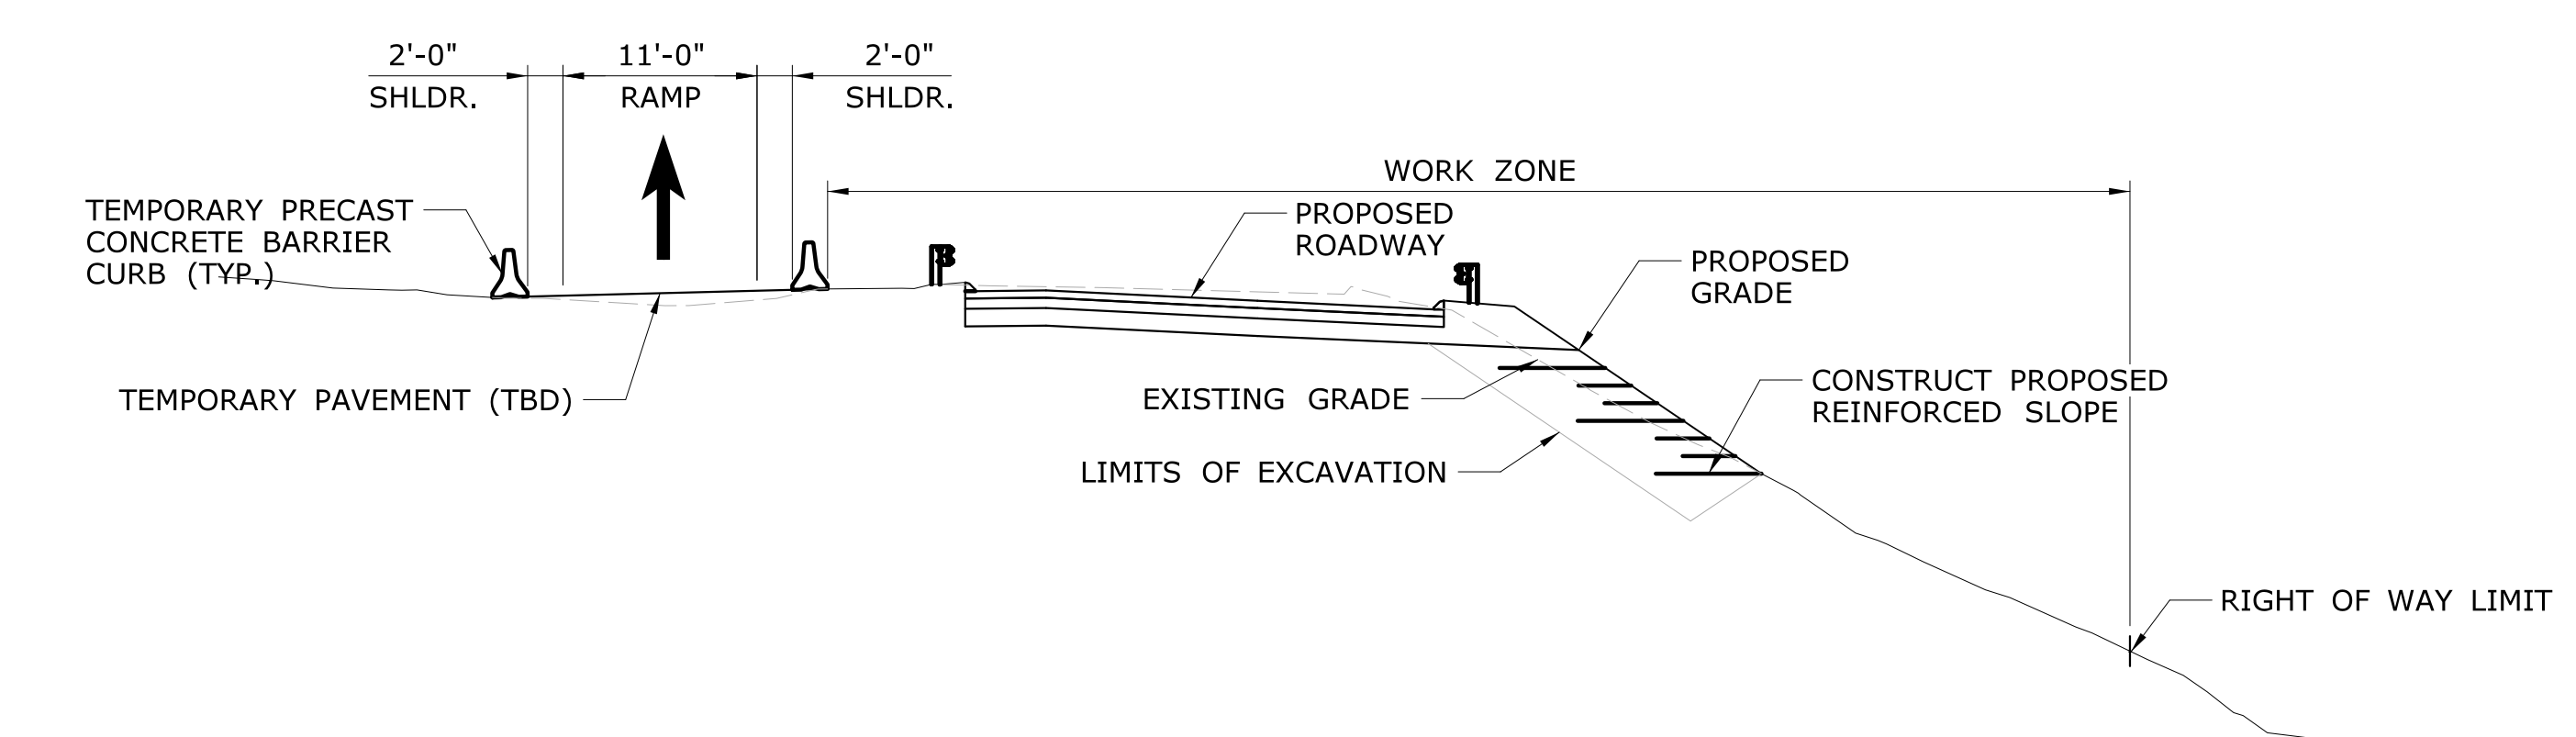 2'-0"
SHLDR.
11'-0"
RAMP
2'-0"
SHLDR.
WORK ZONE
TEMPORARY PRECAST
CONCRETE BARRIER
CURB (TYP.)
PROPOSED
ROADWAY
PROPOSED
GRADE
TEMPORARY PAVEMENT (TBD)
EXISTING GRADE
CONSTRUCT PROPOSED
REINFORCED SLOPE
LIMITS OF EXCAVATION
RIGHT OF WAY LIMIT